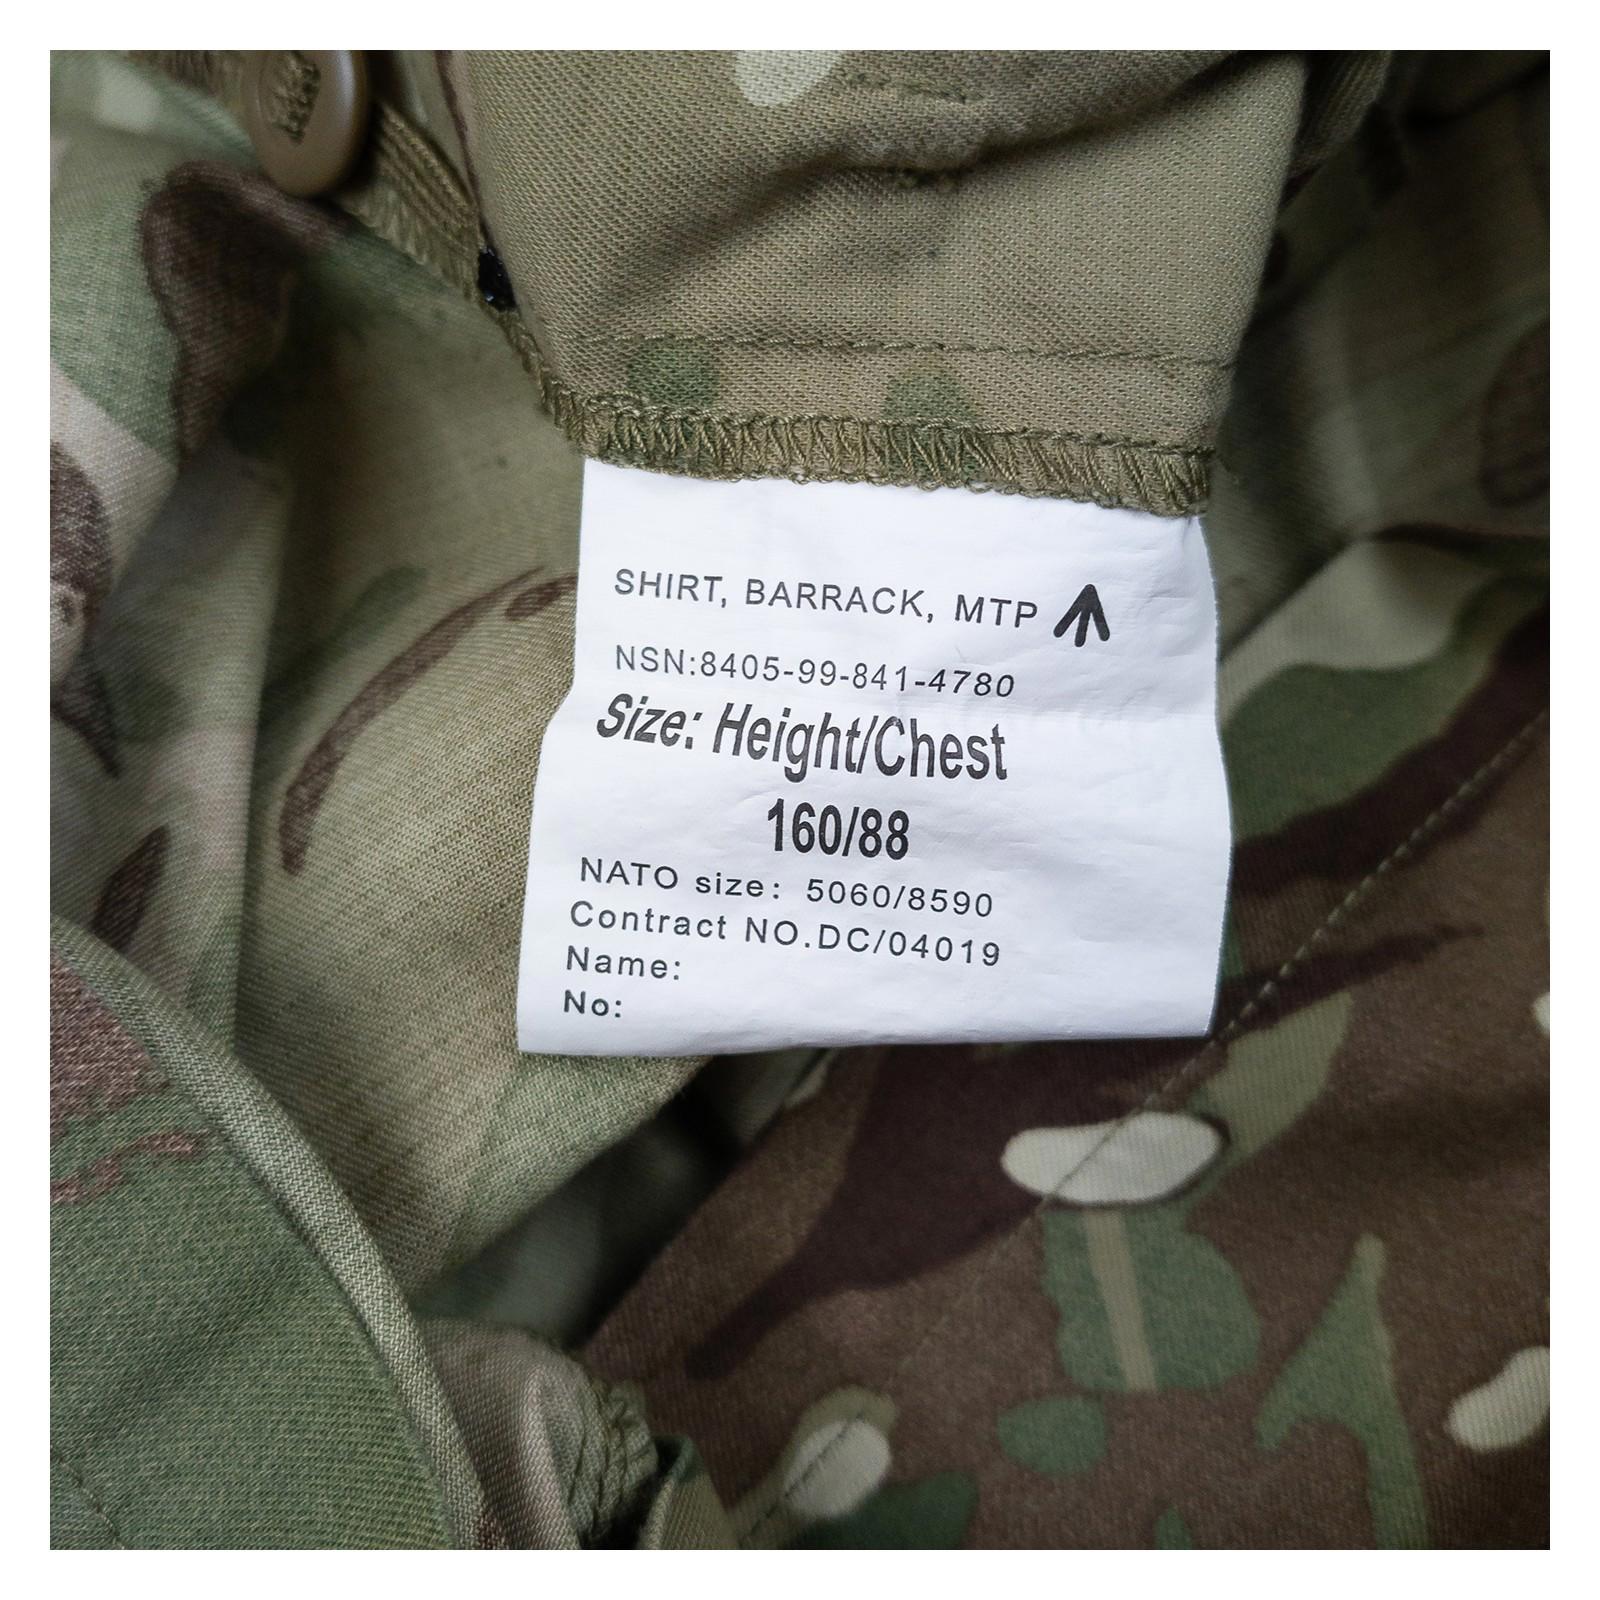 SHIRT, BARRACK, MTP
NSN:8405-99-841-4780
Size: Height/Chest
160/88
NATO size: 5060/8590
Contract NO.DC/04019
Name:
No: